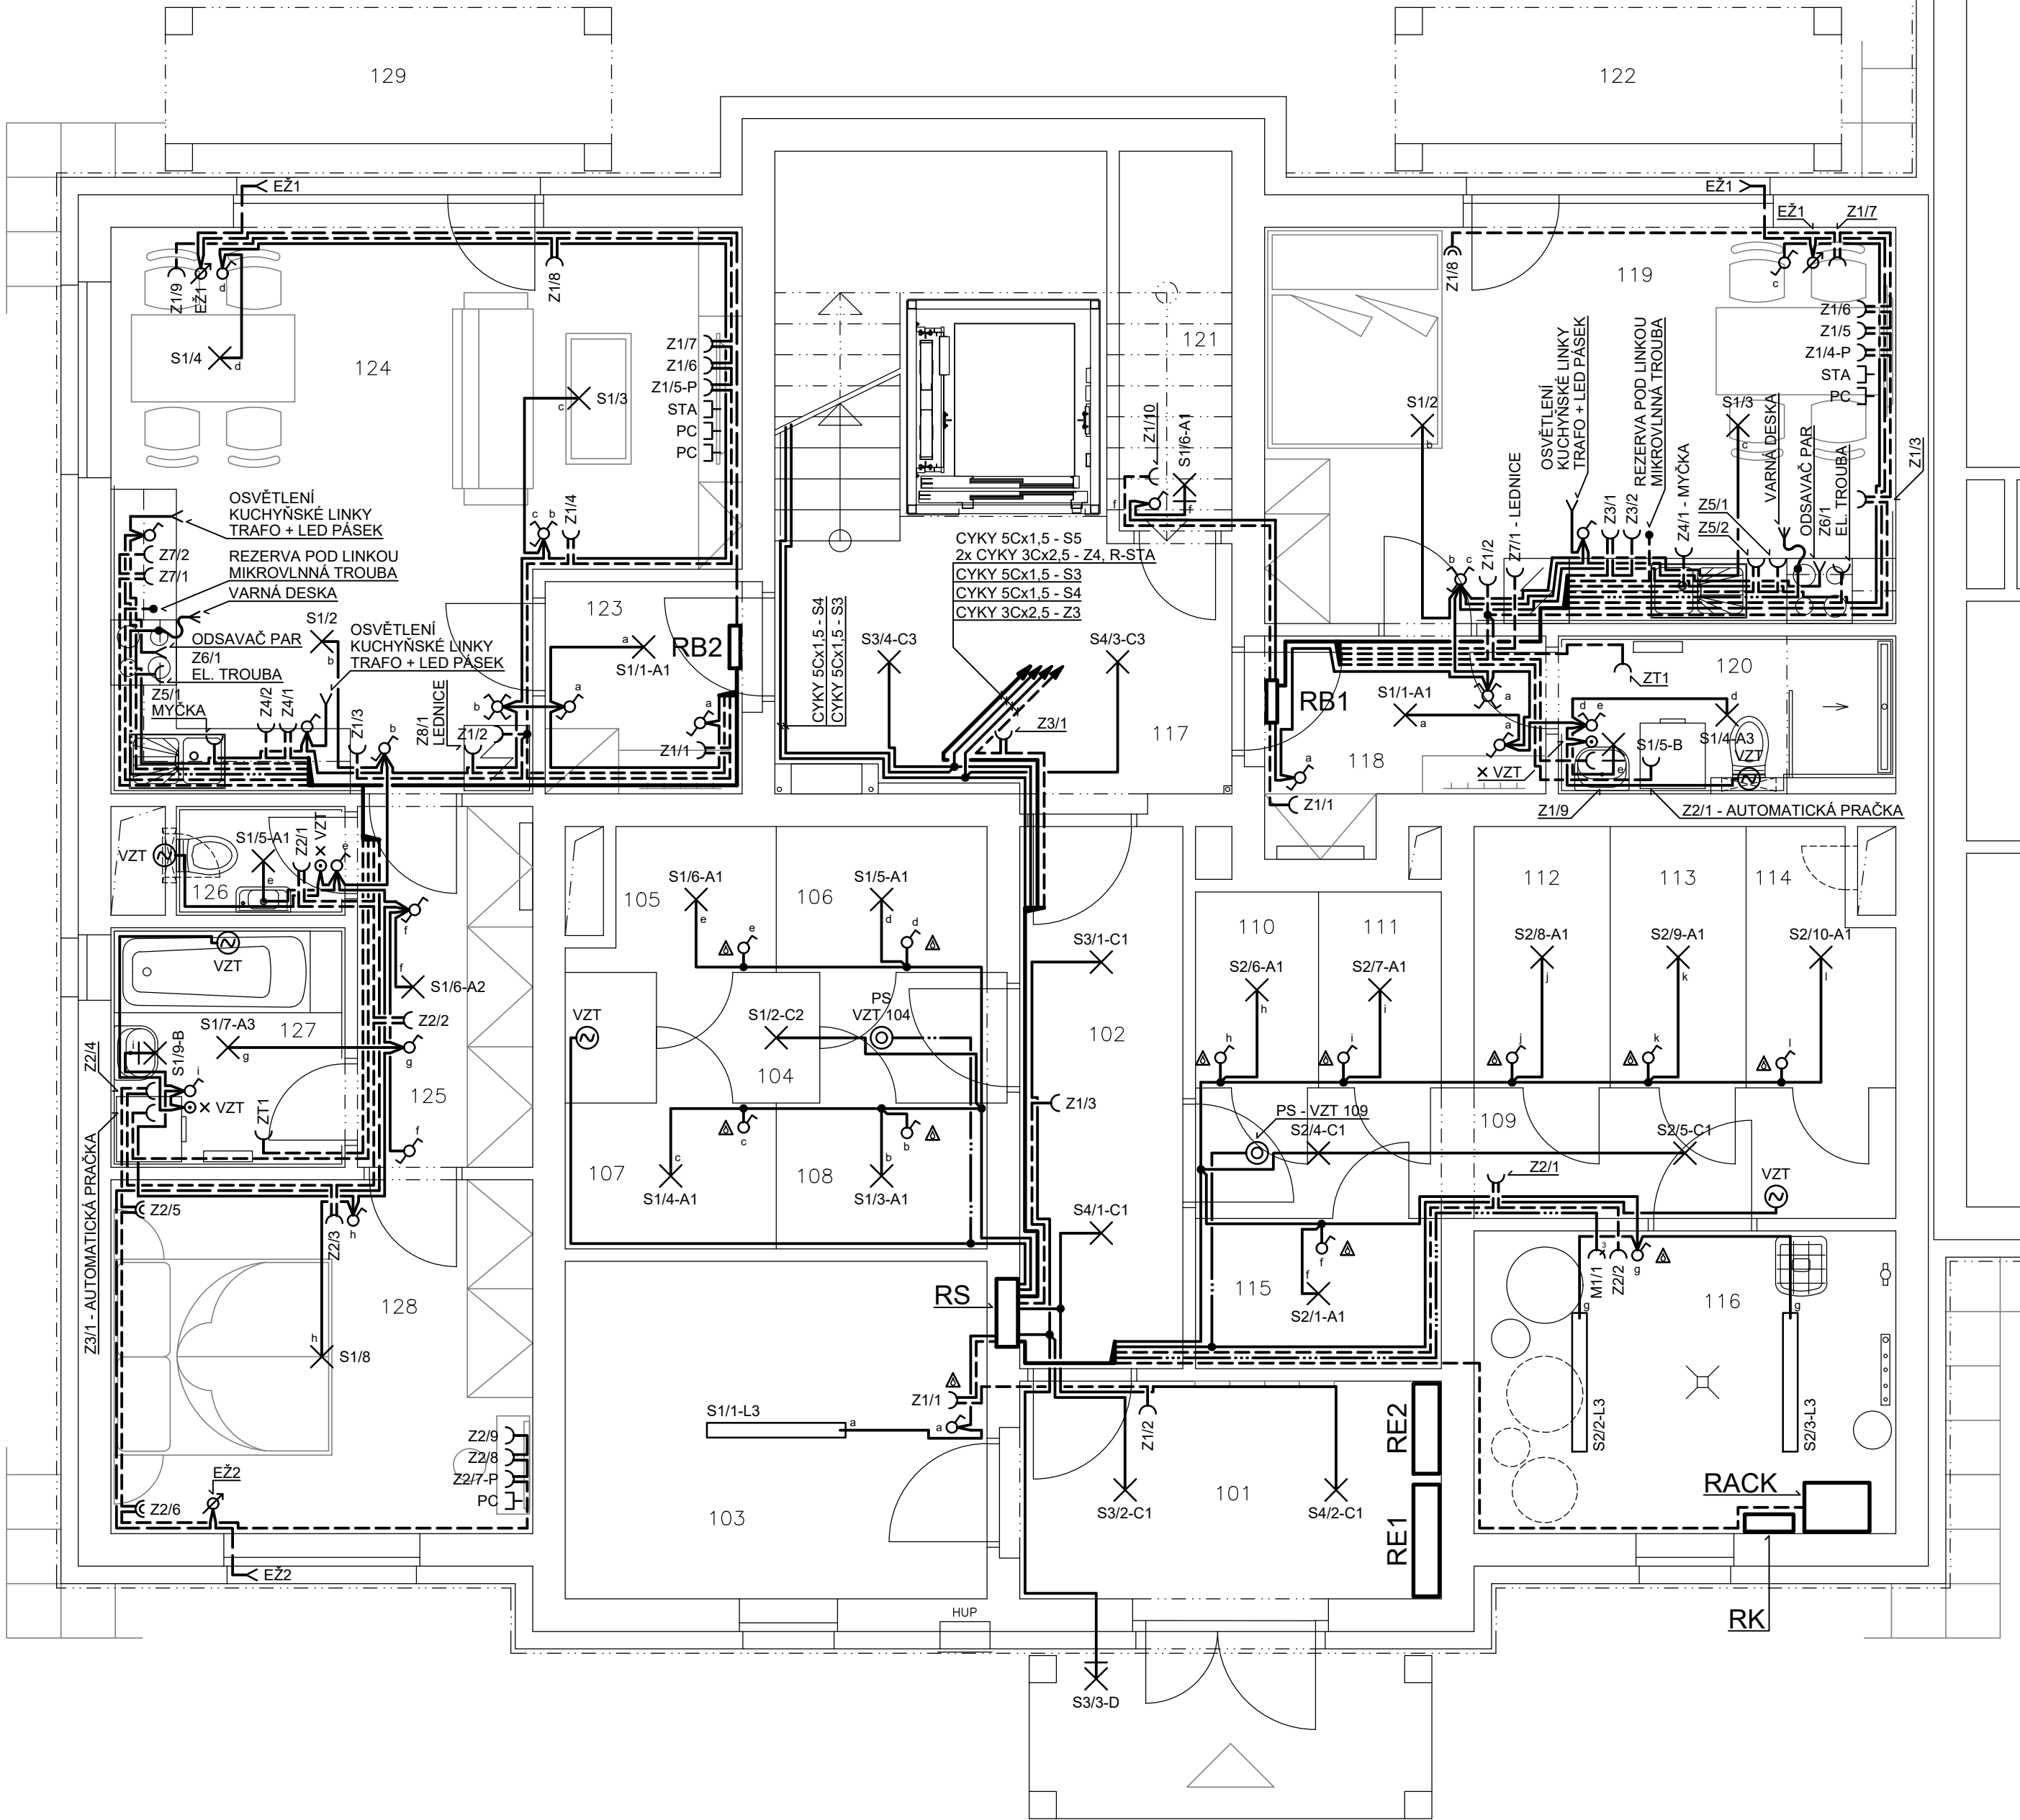 129
122
EŽ1
EŽ1
EŽ1
Z1/7
Z1/9
EŽ1
d
Z1/8
Z1/8
119
c
S1/4
d
124
Z1/7
Z1/6
Z1/5-P
STA
PC
PC
c
S1/3
121
Z1/10
S1/6-A1
f
f
S1/2
b
Z1/6
Z1/5
Z1/4-P
STA
PC
S1/3
c
Z1/3
OSVĚTLENÍ
KUCHYŇSKÉ LINKY
TRAFO + LED PÁSEK
REZERVA POD LINKOU
MIKROVLNNÁ TROUBA
Z7/1 - LEDNICE
Z1/2
Z3/1
Z3/2
Z4/1 - MYČKA
Z5/1
Z5/2
VARNÁ DESKA
ODSAVAČ PAR
Z6/1
EL. TROUBA
b
c
OSVĚTLENÍ
KUCHYŇSKÉ LINKY
TRAFO + LED PÁSEK
Z7/2
Z7/1
REZERVA POD LINKOU
MIKROVLNNÁ TROUBA
VARNÁ DESKA
c
b
Z1/4
CYKY 5Cx1,5 - S5
2x CYKY 3Cx2,5 - Z4, R-STA
CYKY 5Cx1,5 - S3
CYKY 5Cx1,5 - S4
CYKY 3Cx2,5 - Z3
CYKY 5Cx1,5 - S4
CYKY 5Cx1,5 - S3
S1/2
b
OSVĚTLENÍ
KUCHYŇSKÉ LINKY
TRAFO + LED PÁSEK
ODSAVAČ PAR
Z6/1
EL. TROUBA
Z5/1
MYČKA
Z4/2
Z4/1
Z1/3
b
Z8/1
LEDNICE
Z1/2
b
a
123
a
S1/1-A1
RB2
a
Z1/1
S3/4-C3
S4/3-C3
Z3/1
117
RB1
a
Z1/1
118
S1/1-A1
a
a
a
× VZT
ZT1
120
d
e
d
S1/5-B
S1/4-A3
VZT
e
Z1/9
Z2/1 - AUTOMATICKÁ PRAČKA
VZT
126
S1/5-A1
e
Z2/1
× VZT
e
f
f
S1/6-A2
VZT
S1/7-A3
g
127
Z2/2
g
S1/9-B
i
× VZT
Z2/4
ZT1
125
f
Z3/1 - AUTOMATICKÁ PRAČKA
Z2/5
Z2/3
h
128
h
S1/8
Z2/9
Z2/8
Z2/7-P
PC
EŽ2
Z2/6
EŽ2
105
S1/6-A1
e
e
106
S1/5-A1
d
d
VZT
S1/2-C2
PS
VZT 104
104
107
c
c
S1/4-A1
108
b
b
S1/3-A1
102
S3/1-C1
Z1/3
S4/1-C1
RS
110
S2/6-A1
h
h
111
S2/7-A1
i
i
112
S2/8-A1
j
j
113
S2/9-A1
k
k
114
S2/10-A1
l
l
109
PS - VZT 109
S2/4-C1
S2/5-C1
Z2/1
VZT
115
f
f
S2/1-A1
M1/1
3
Z2/2
g
g
g
116
S2/2-L3
S2/3-L3
RACK
RK
Z1/1
a
S1/1-L3
a
103
Z1/2
S3/2-C1
101
S4/2-C1
RE2
RE1
HUP
S3/3-D